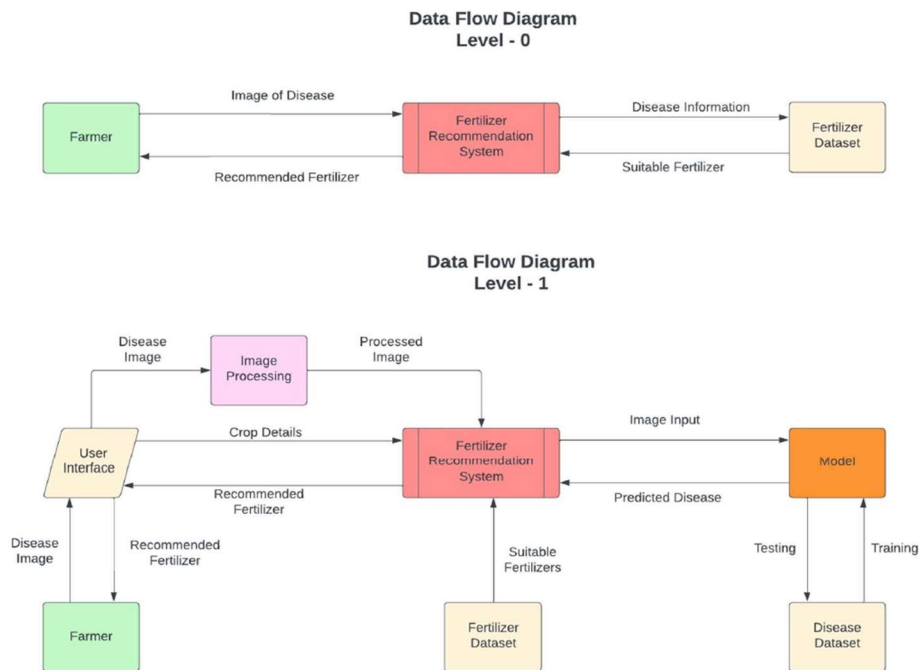 Data Flow Diagram
Level - 0
Image of Disease
Farmer
Fertilizer
Recommendation
System
Disease Information
Fertilizer
Dataset
Recommended Fertilizer
Suitable Fertilizer
Data Flow Diagram
Level - 1
Disease
Image
Image
Processing
Processed
Image
User
Interface
Crop Details
Fertilizer
Recommendation
System
Image Input
Model
Recommended
Fertilizer
Predicted Disease
Disease
Image
Recommended
Fertilizer
Suitable
Fertilizers
Testing
Training
Farmer
Fertilizer
Dataset
Disease
Dataset